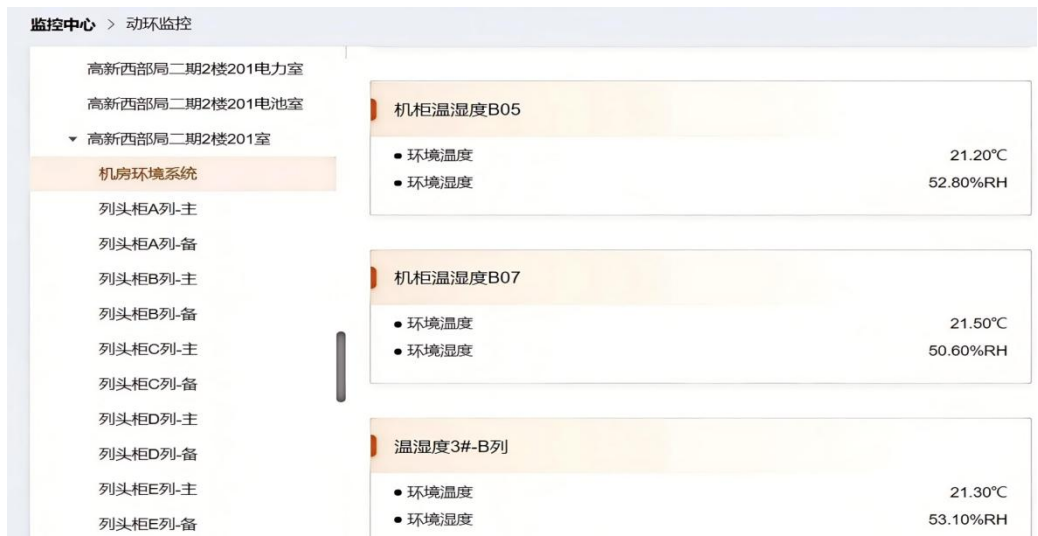 监控中心 > 动环监控
高新西部局二期2楼201电力室
高新西部局二期2楼201电池室
高新西部局二期2楼201室
机房环境系统
列头柜A列-主
列头柜A列-备
列头柜B列-主
列头柜B列-备
列头柜C列-主
列头柜C列-备
列头柜D列-主
列头柜D列-备
列头柜E列-主
列头柜E列-备
机柜温湿度B05
●环境温度 21.20℃
●环境湿度 52.80%RH
机柜温湿度B07
●环境温度 21.50℃
●环境湿度 50.60%RH
温湿度3#-B列
●环境温度 21.30℃
●环境湿度 53.10%RH